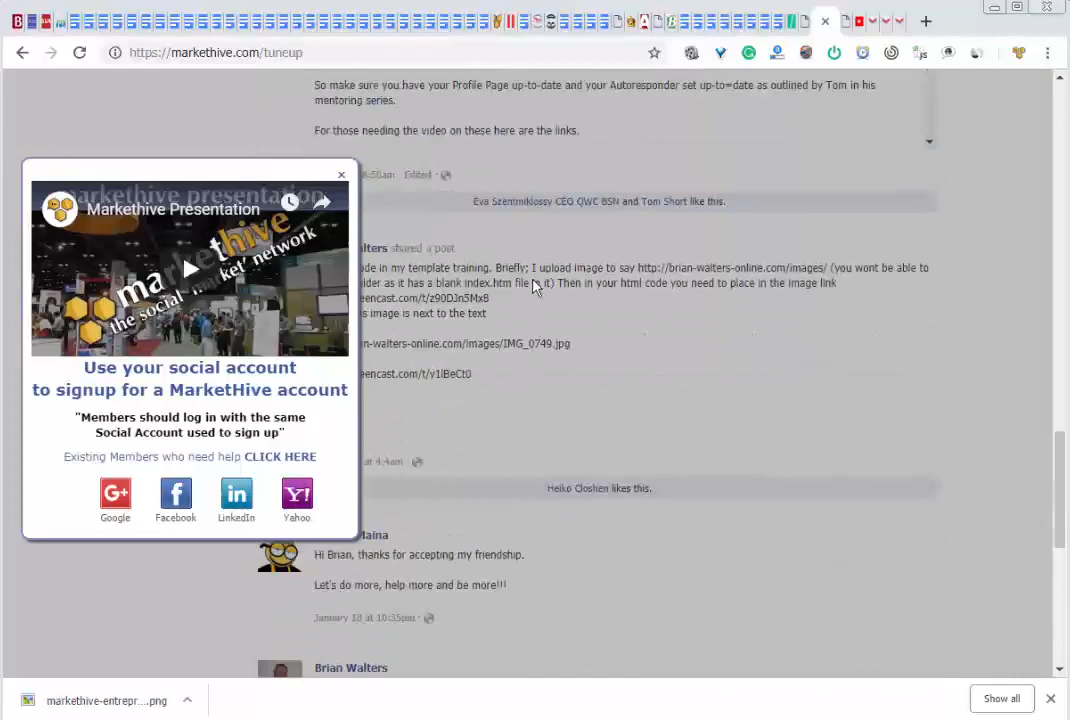 https://markethive.com/tuneup
So make sure you have your Profile Page up-to-date and your Autoresponder set up-to=date as outlined by Tom in his
mentoring series.
For those needing the video on these here are the links.
8:50am Edited ·
Eva Szentmiklossy CEO QWC BSN and Tom Short like this.
lters shared a post
ode in my template training. Briefly; I upload image to say http://brian-walters-online.com/images/ (you wont be able to
lder as it has a blank index.htm file in it) Then in your html code you need to place in the image link
eencast.com/t/z90DJn5Mx8
s image is next to the text
n-walters-online.com/images/IMG_0749.jpg
eencast.com/t/y1lBeCt0
at 4:4am ·
Heiko Closhen likes this.
Maina
Hi Brian, thanks for accepting my friendship.
Let's do more, help more and be more!!!
January 18 at 10:35pm ·
Brian Walters
×
markethive presentation
Markethive Presentation
markethive
the social market network
Use your social account
to signup for a MarketHive account
"Members should log in with the same
Social Account used to sign up"
Existing Members who need help CLICK HERE
G+ f in Y!
Google Facebook LinkedIn Yahoo
markethive-entrepr....png
Show all